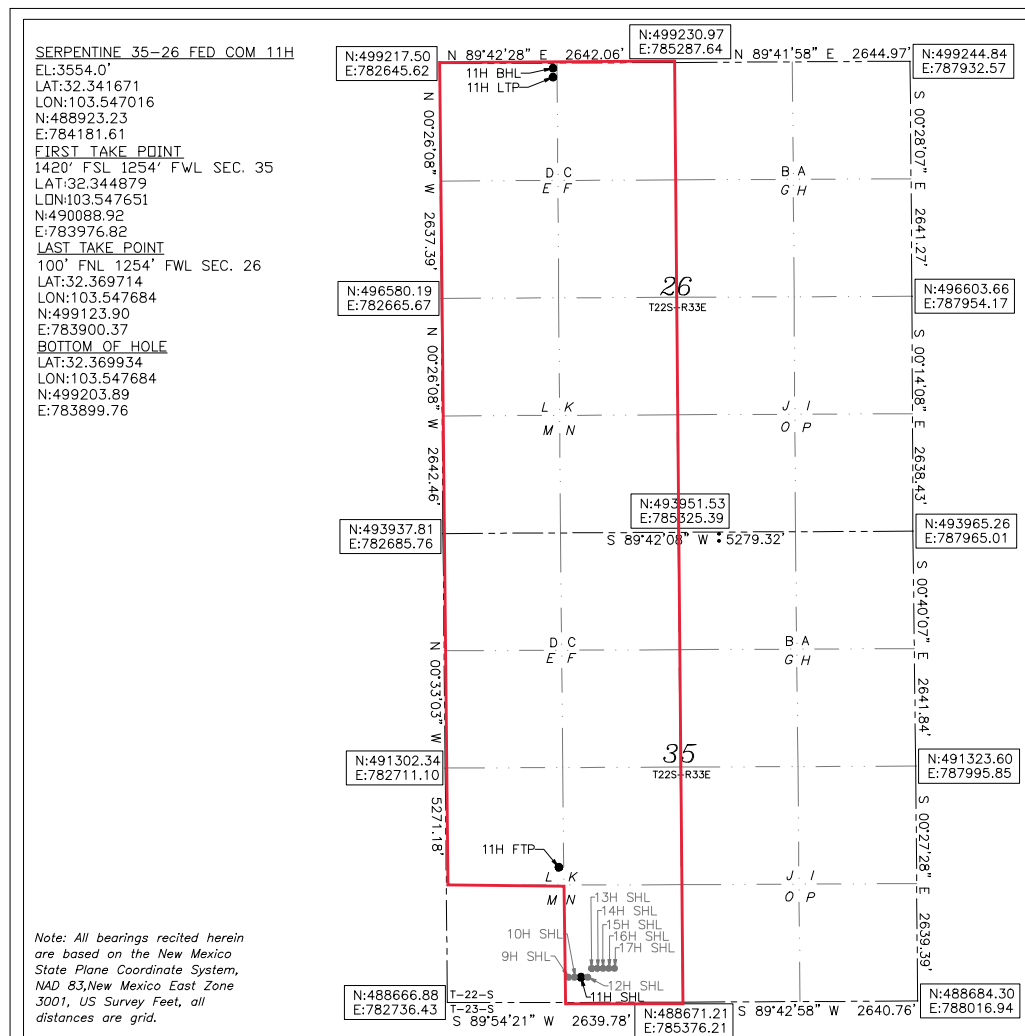 SERPENTINE 35-26 FED COM 11H
EL:3554.0'
LAT:32.341671
LON:103.547016
N:488923.23
E:784181.61
FIRST TAKE POINT
1420' FSL 1254' FWL SEC. 35
LAT:32.344879
LON:103.547651
N:490088.92
E:783976.82
LAST TAKE POINT
100' FNL 1254' FWL SEC. 26
LAT:32.369714
LON:103.547684
N:499123.90
E:783900.37
BOTTOM OF HOLE
LAT:32.369934
LON:103.547684
N:499203.89
E:783899.76
N:499217.50
E:782645.62
N 89°42'28" E 2642.06'
N:499230.97
E:785287.64
N 89°41'58" E 2644.97'
N:499244.84
E:787932.57
11H BHL
11H LTP
N 00°26'08" W 2637.39'
S 00°28'07" E 2641.27'
D C
E F
B A
G H
N:496580.19
E:782665.67
26
T22S-R33E
N:496603.66
E:787954.17
N 00°26'08" W 2642.46'
S 00°14'08" E 2638.43'
L K
M N
J I
O P
N:493937.81
E:782685.76
N:493951.53
E:785325.39
S 89°42'08" W : 5279.32'
N:493965.26
E:787965.01
N 00°33'03" W 5271.18'
S 00°40'07" E 2641.84'
D C
E F
B A
G H
N:491302.34
E:782711.10
35
T22S-R33E
N:491323.60
E:787995.85
S 00°27'28" E 2639.39'
11H FTP
L K
M N
J I
O P
13H SHL
14H SHL
15H SHL
16H SHL
17H SHL
10H SHL
9H SHL
12H SHL
11H SHL
N:488666.88
E:782736.43
T-22-S
T-23-S
S 89°54'21" W 2639.78'
N:488671.21
E:785376.21
S 89°42'58" W 2640.76'
N:488684.30
E:788016.94
Note: All bearings recited herein
are based on the New Mexico
State Plane Coordinate System,
NAD 83,New Mexico East Zone
3001, US Survey Feet, all
distances are grid.